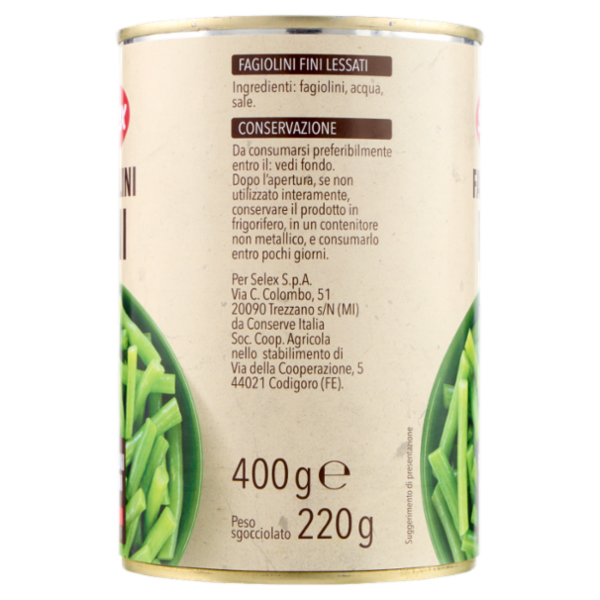 FAGIOLINI FINI LESSATI
Ingredienti: fagiolini, acqua,
sale.
CONSERVAZIONE
Da consumarsi preferibilmente
entro il: vedi fondo.
Dopo l'apertura, se non
utilizzato interamente,
conservare il prodotto in
frigorifero, in un contenitore
non metallico, e consumarlo
entro pochi giorni.
Per Selex S.p.A.
Via C. Colombo, 51
20090 Trezzano s/N (MI)
da Conserve Italia
Soc. Coop. Agricola
nello stabilimento di
Via della Cooperazione, 5
44021 Codigoro (FE).
400 g e
Peso
sgocciolato 220 g
Suggerimento di presentazione